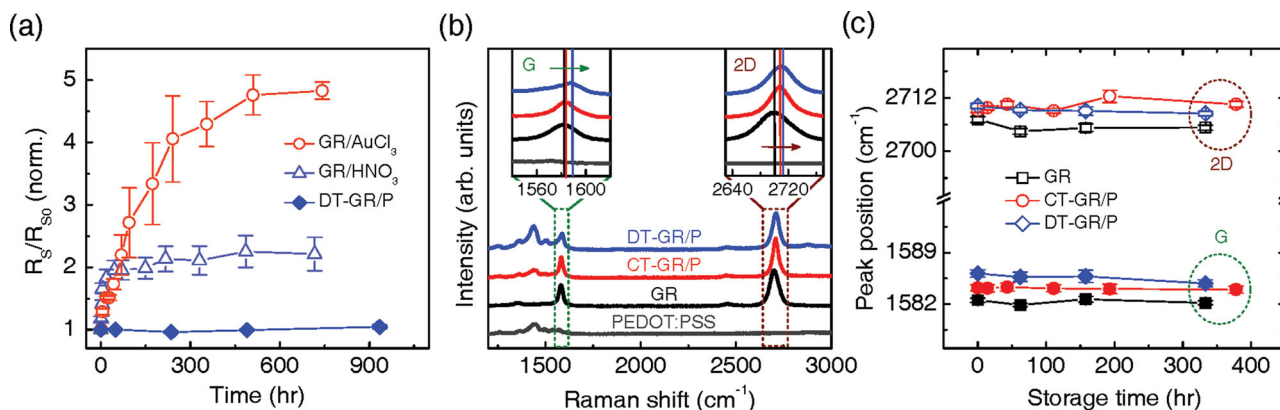 (a)
R_S/R_S0 (norm.)
5
4
3
2
1
GR/AuCl₃
GR/HNO₃
DT-GR/P
0 300 600 900
Time (hr)
(b)
Intensity (arb. units)
G
1560 1600
2D
2640 2720
DT-GR/P
CT-GR/P
GR
PEDOT:PSS
1500 2000 2500 3000
Raman shift (cm⁻¹)
(c)
Peak position (cm⁻¹)
2712
2700
1589
1582
2D
GR
CT-GR/P
DT-GR/P
G
0 100 200 300 400
Storage time (hr)